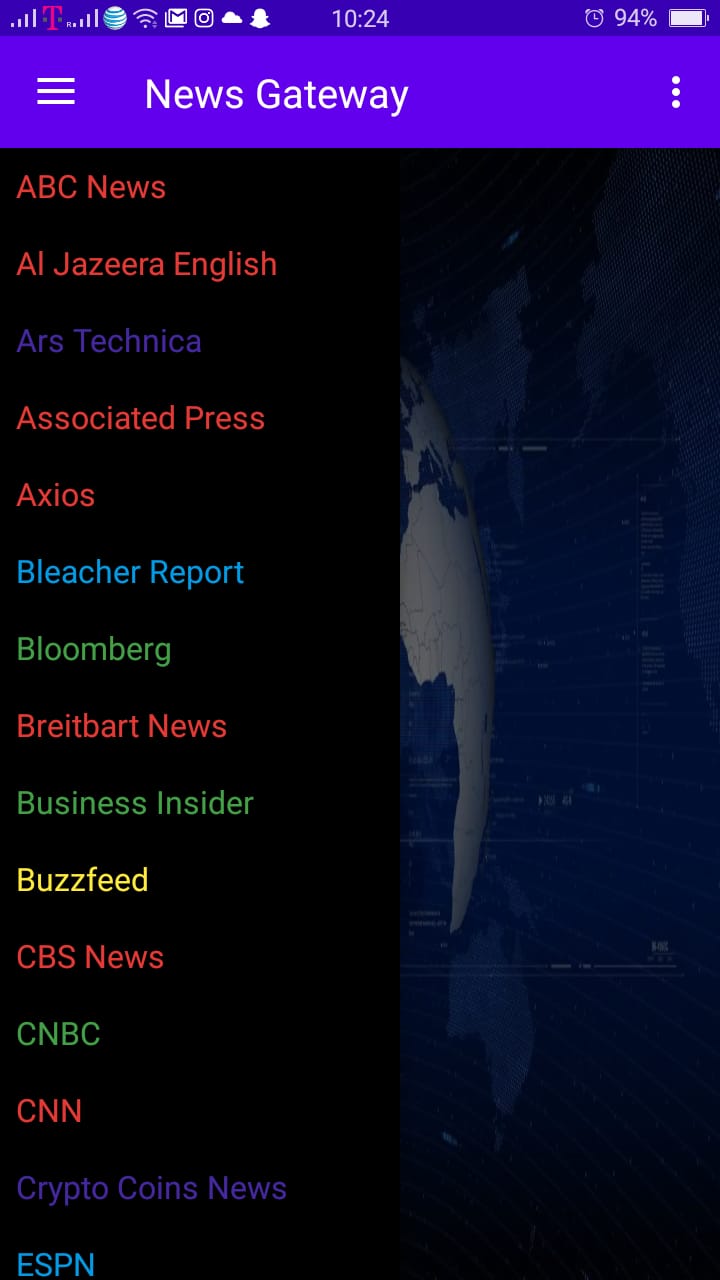 10:24
94%
News Gateway
ABC News
Al Jazeera English
Ars Technica
Associated Press
Axios
Bleacher Report
Bloomberg
Breitbart News
Business Insider
Buzzfeed
CBS News
CNBC
CNN
Crypto Coins News
ESPN